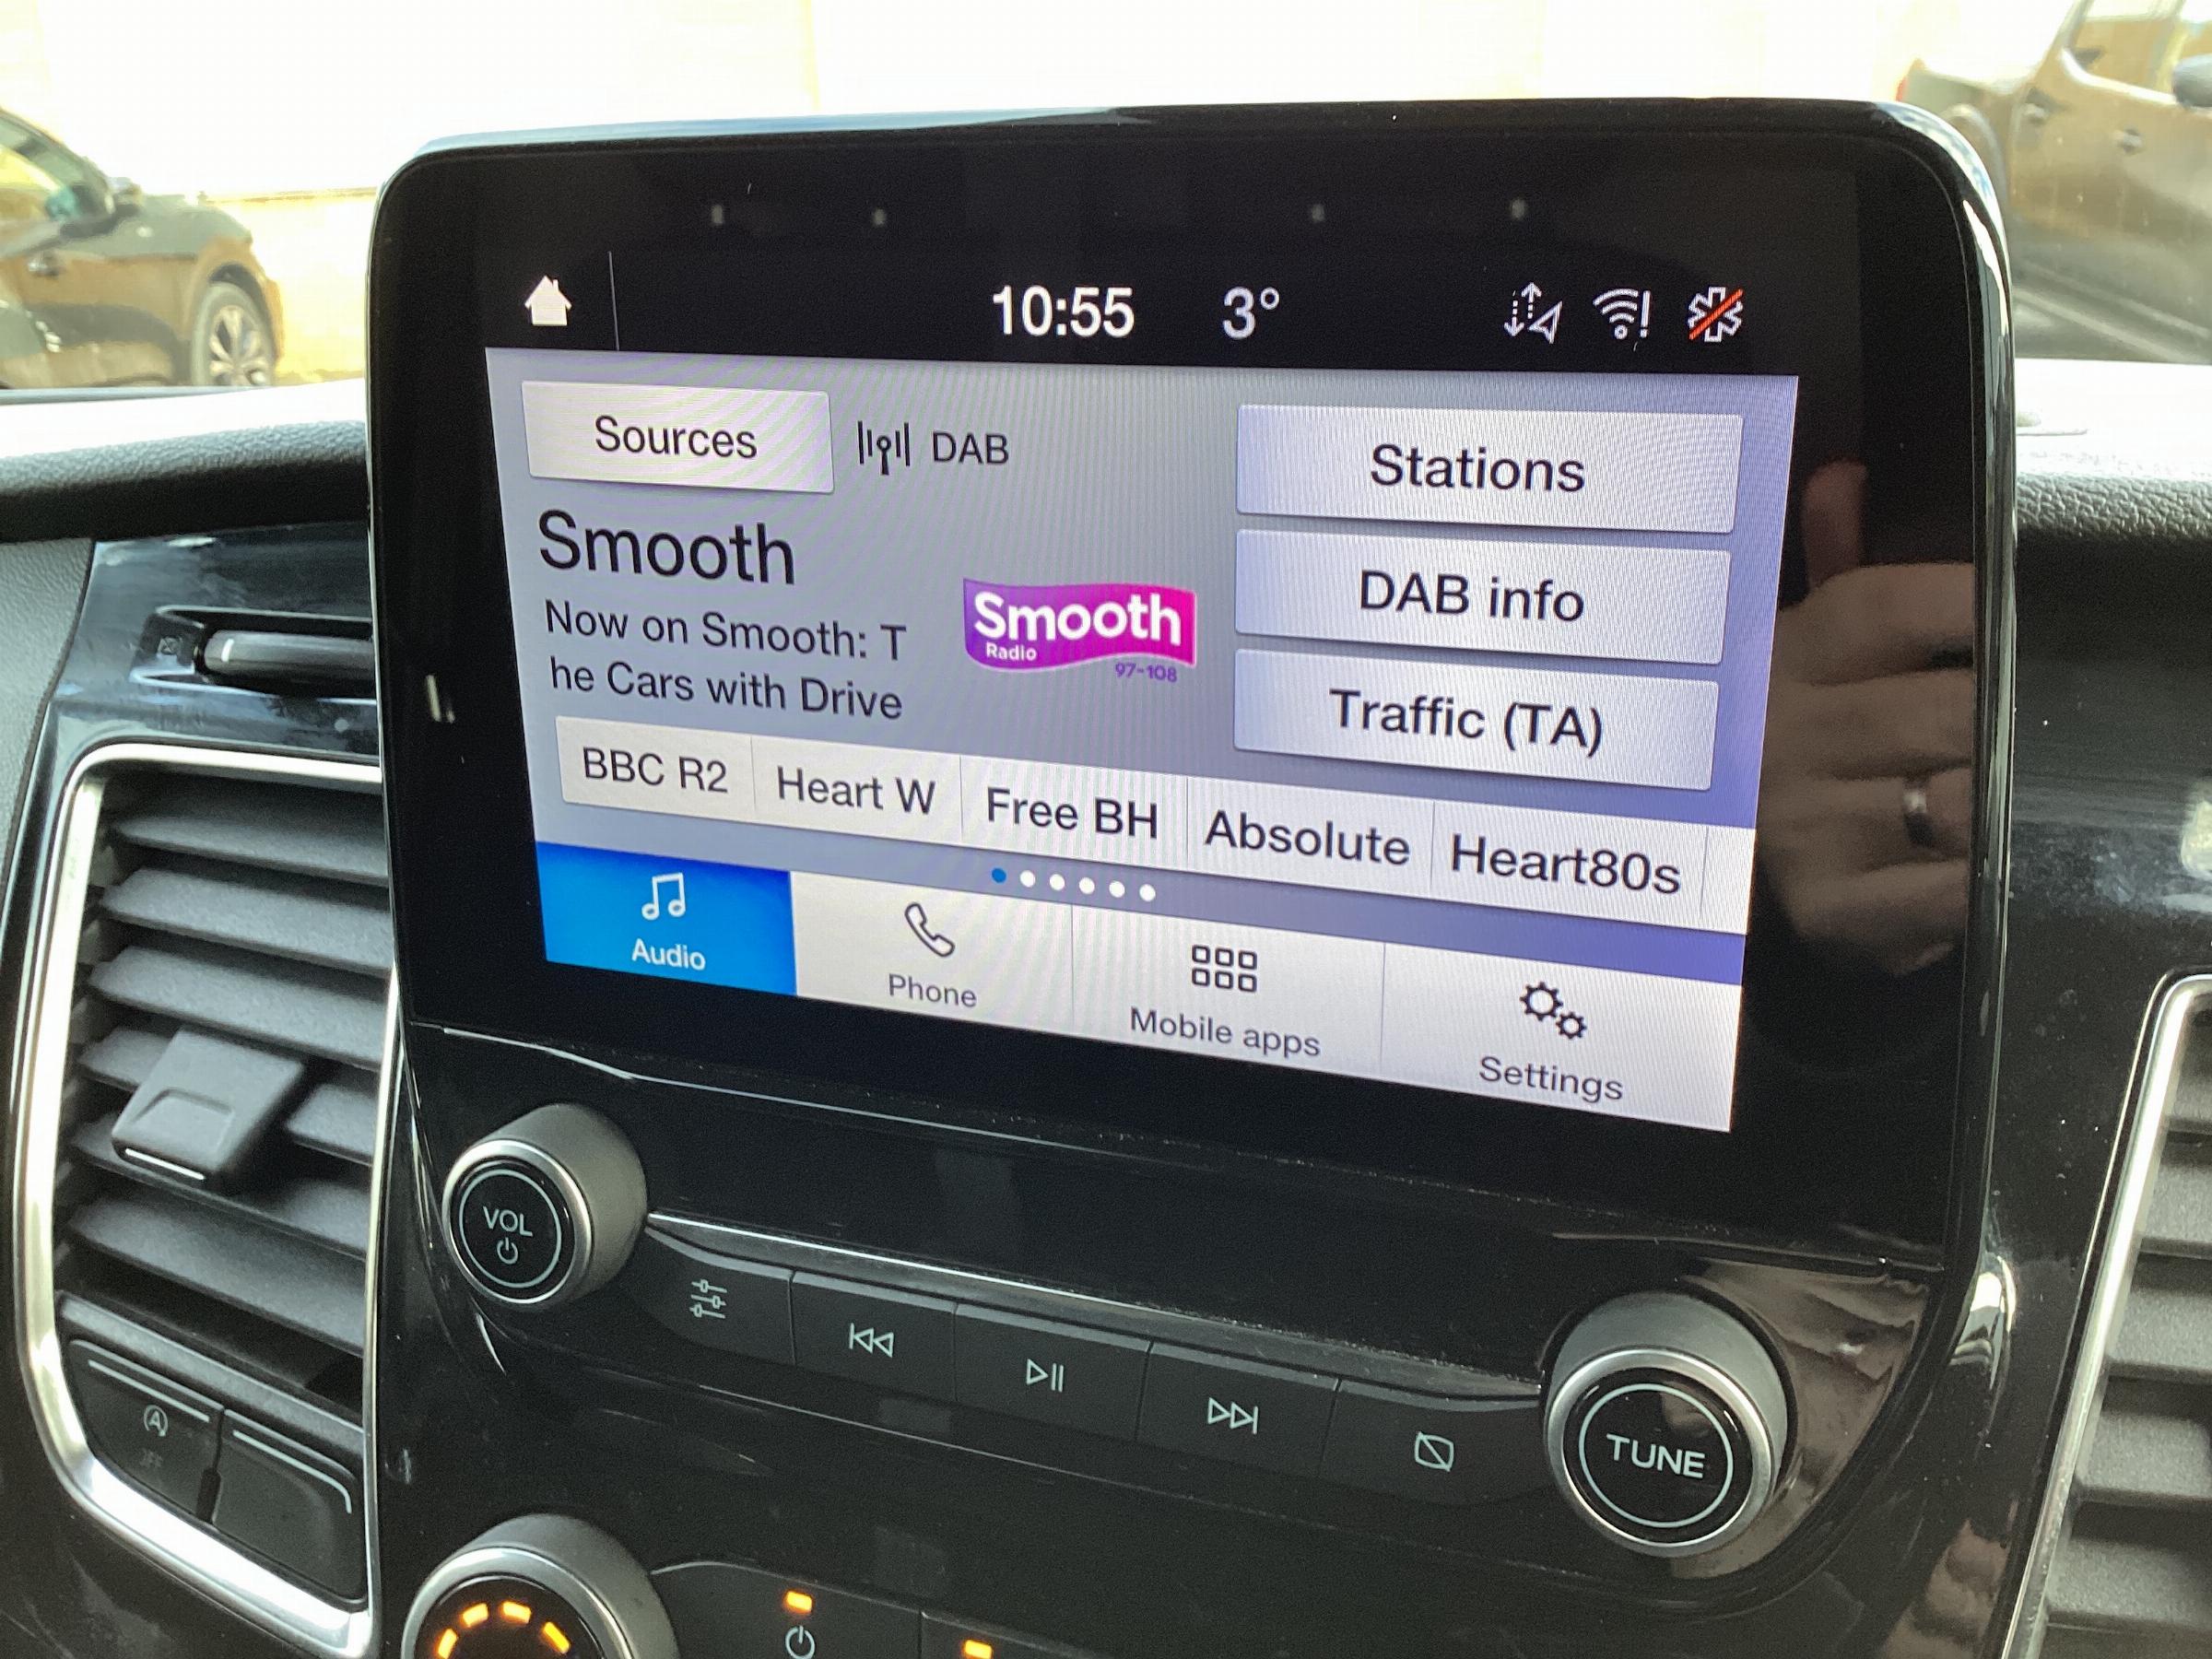 10:55 3°
Sources DAB
Stations
Smooth
DAB info
Now on Smooth: T
he Cars with Drive
Smooth
Radio
97-108
Traffic (TA)
BBC R2 Heart W Free BH Absolute Heart80s
Audio Phone Mobile apps Settings
VOL
TUNE
A
OFF